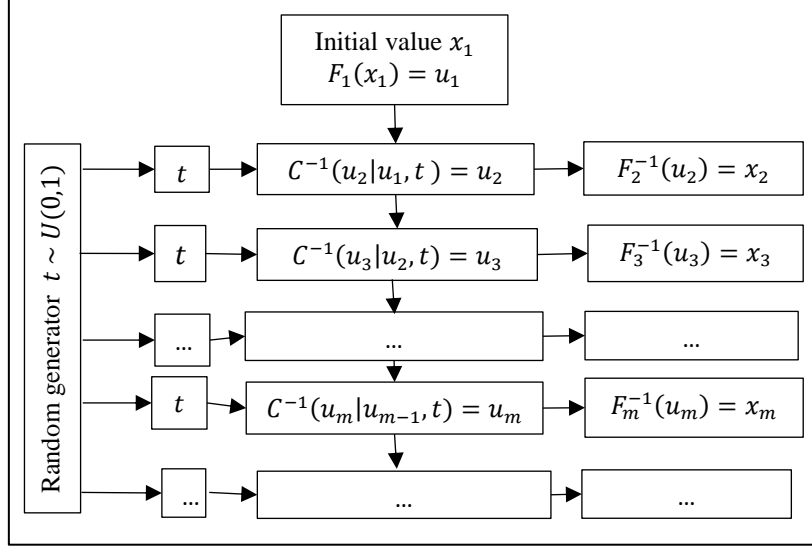 Initial value x₁
F₁(x₁) = u₁
Random generator t ~ U(0,1)
t
C⁻¹(u₂|u₁, t ) = u₂
F₂⁻¹(u₂) = x₂
t
C⁻¹(u₃|u₂, t) = u₃
F₃⁻¹(u₃) = x₃
...
...
...
t
C⁻¹(uₘ|uₘ₋₁, t) = uₘ
Fₘ⁻¹(uₘ) = xₘ
...
...
...